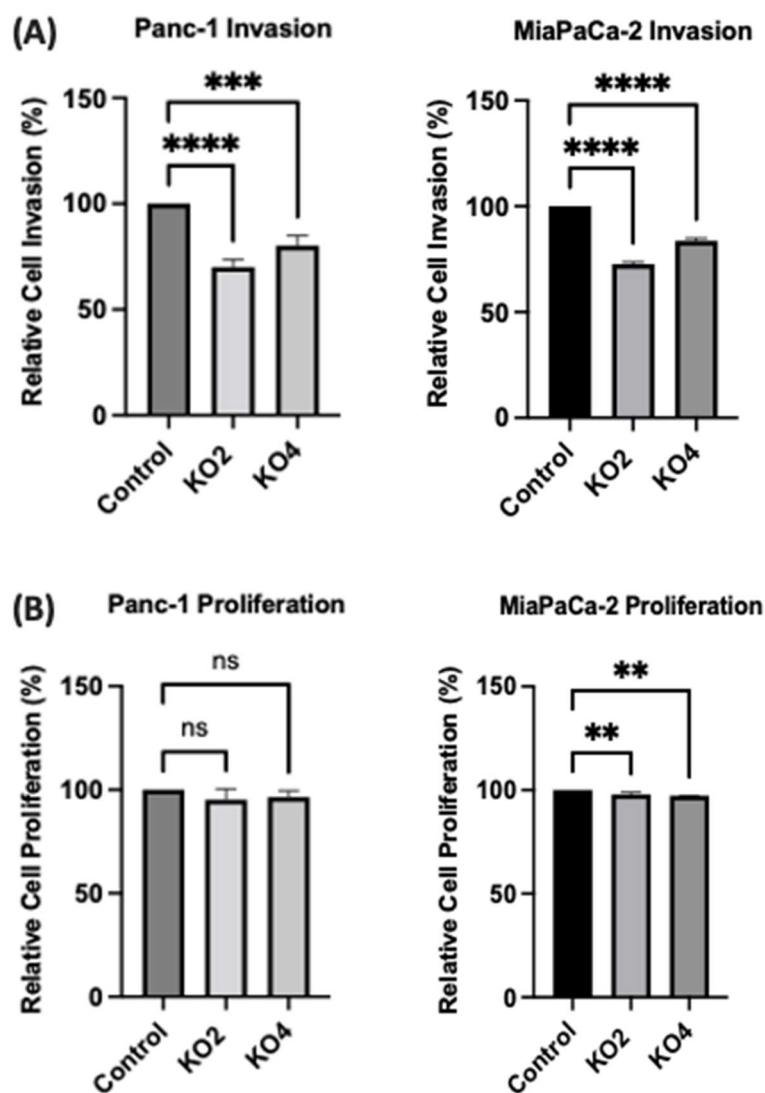 (A)
Panc-1 Invasion
Relative Cell Invasion (%)
150
100
50
0
***
****
Control
KO2
KO4
MiaPaCa-2 Invasion
Relative Cell Invasion (%)
150
100
50
0
****
****
Control
KO2
KO4
(B)
Panc-1 Proliferation
Relative Cell Proliferation (%)
150
100
50
0
ns
ns
Control
KO2
KO4
MiaPaCa-2 Proliferation
Relative Cell Proliferation (%)
150
100
50
0
**
**
Control
KO2
KO4